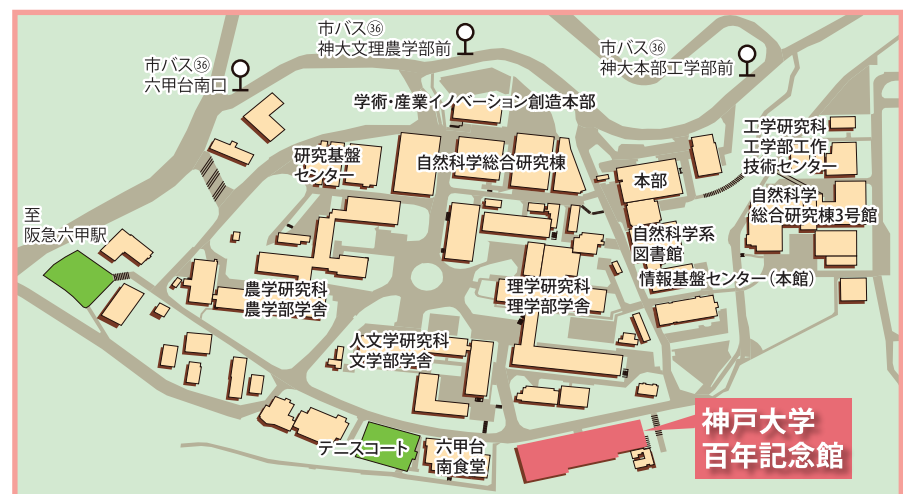 市バス㊱
神大文理農学部前
市バス㊱
神大本部工学部前
市バス㊱
六甲台南口
学術・産業イノベーション創造本部
工学研究科
工学部工作
技術センター
研究基盤
センター
自然科学総合研究棟
本部
自然科学
総合研究棟3号館
至
阪急六甲駅
自然科学系
図書館
情報基盤センター（本館）
農学研究科
農学部学舎
理学研究科
理学部学舎
人文学研究科
文学部学舎
テニスコート
六甲台
南食堂
神戸大学
百年記念館